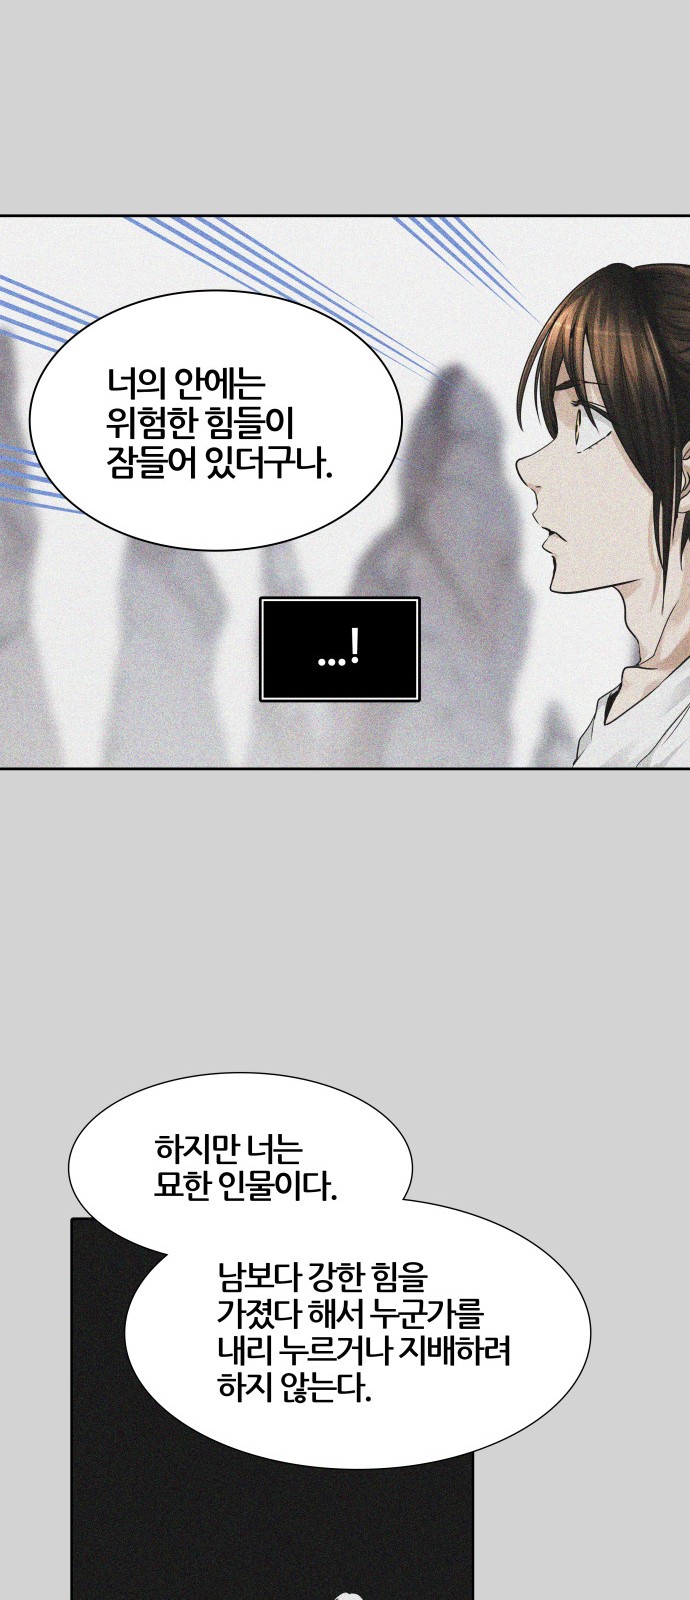 너의 안에는
위험한 힘들이
잠들어 있더구나.
...!
하지만 너는
묘한 인물이다.
남보다 강한 힘을
가졌다 해서 누군가를
내리 누르거나 지배하려
하지 않는다.